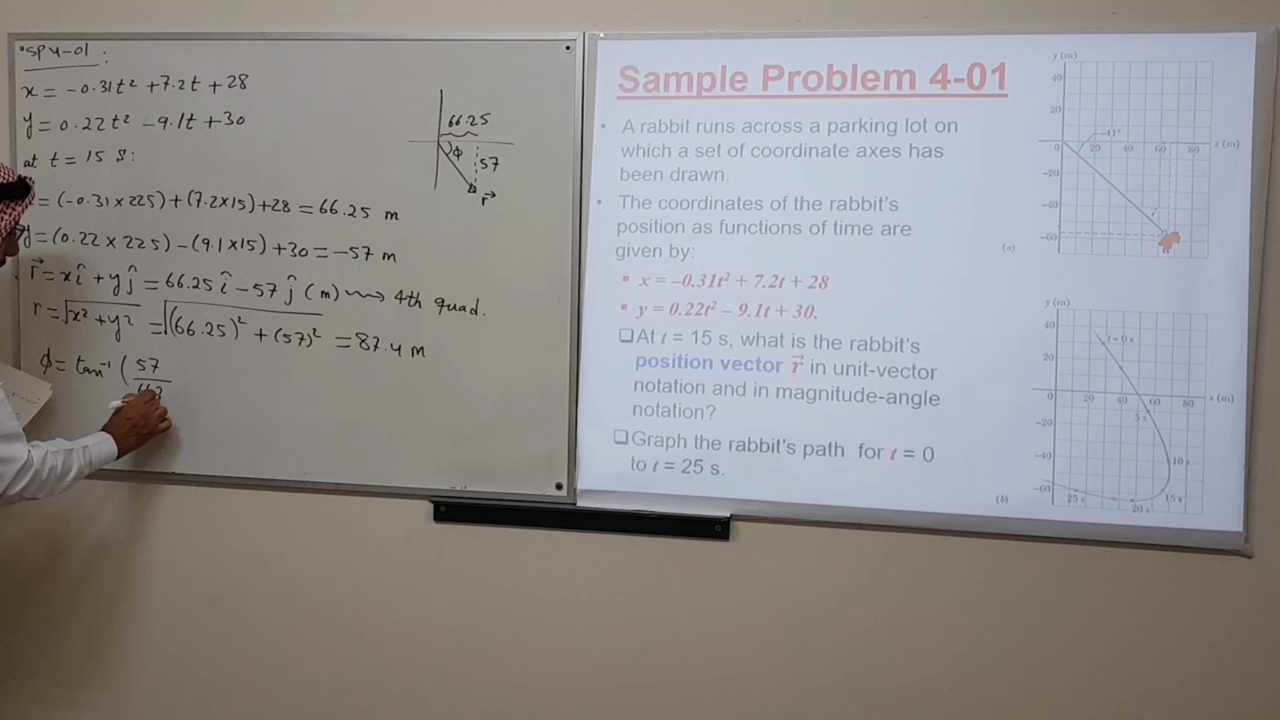 •SP4-01:
x = -0.31t² + 7.2t + 28
y = 0.22t² - 9.1t + 30
at t = 15 s:
= (-0.31×225) + (7.2×15) + 28 = 66.25 m
y = (0.22×225) - (9.1×15) + 30 = -57 m
r⃗ = xî + yĵ = 66.25 î - 57 ĵ (m) ⇝ 4th quad.
r = √x² + y² = √(66.25)² + (57)² = 87.4 m
ϕ = tan⁻¹ (57
66.25
ϕ
57
r⃗
Sample Problem 4-01
• A rabbit runs across a parking lot on
which a set of coordinate axes has
been drawn.
• The coordinates of the rabbit's
position as functions of time are
given by:
▪ x = –0.31t² + 7.2t + 28
▪ y = 0.22t² – 9.1t + 30.
❑At t = 15 s, what is the rabbit's
position vector r⃗ in unit-vector
notation and in magnitude-angle
notation?
❑Graph the rabbit's path for t = 0
to t = 25 s.
y (m)
40
20
0 20 40 60 80 x (m)
–41°
–20
–40
–60
r⃗
(a)
y (m)
40
t = 0 s
20
0 20 40 60 80 x (m)
5 s
–20
–40
10 s
–60
25 s 20 s 15 s
(b)